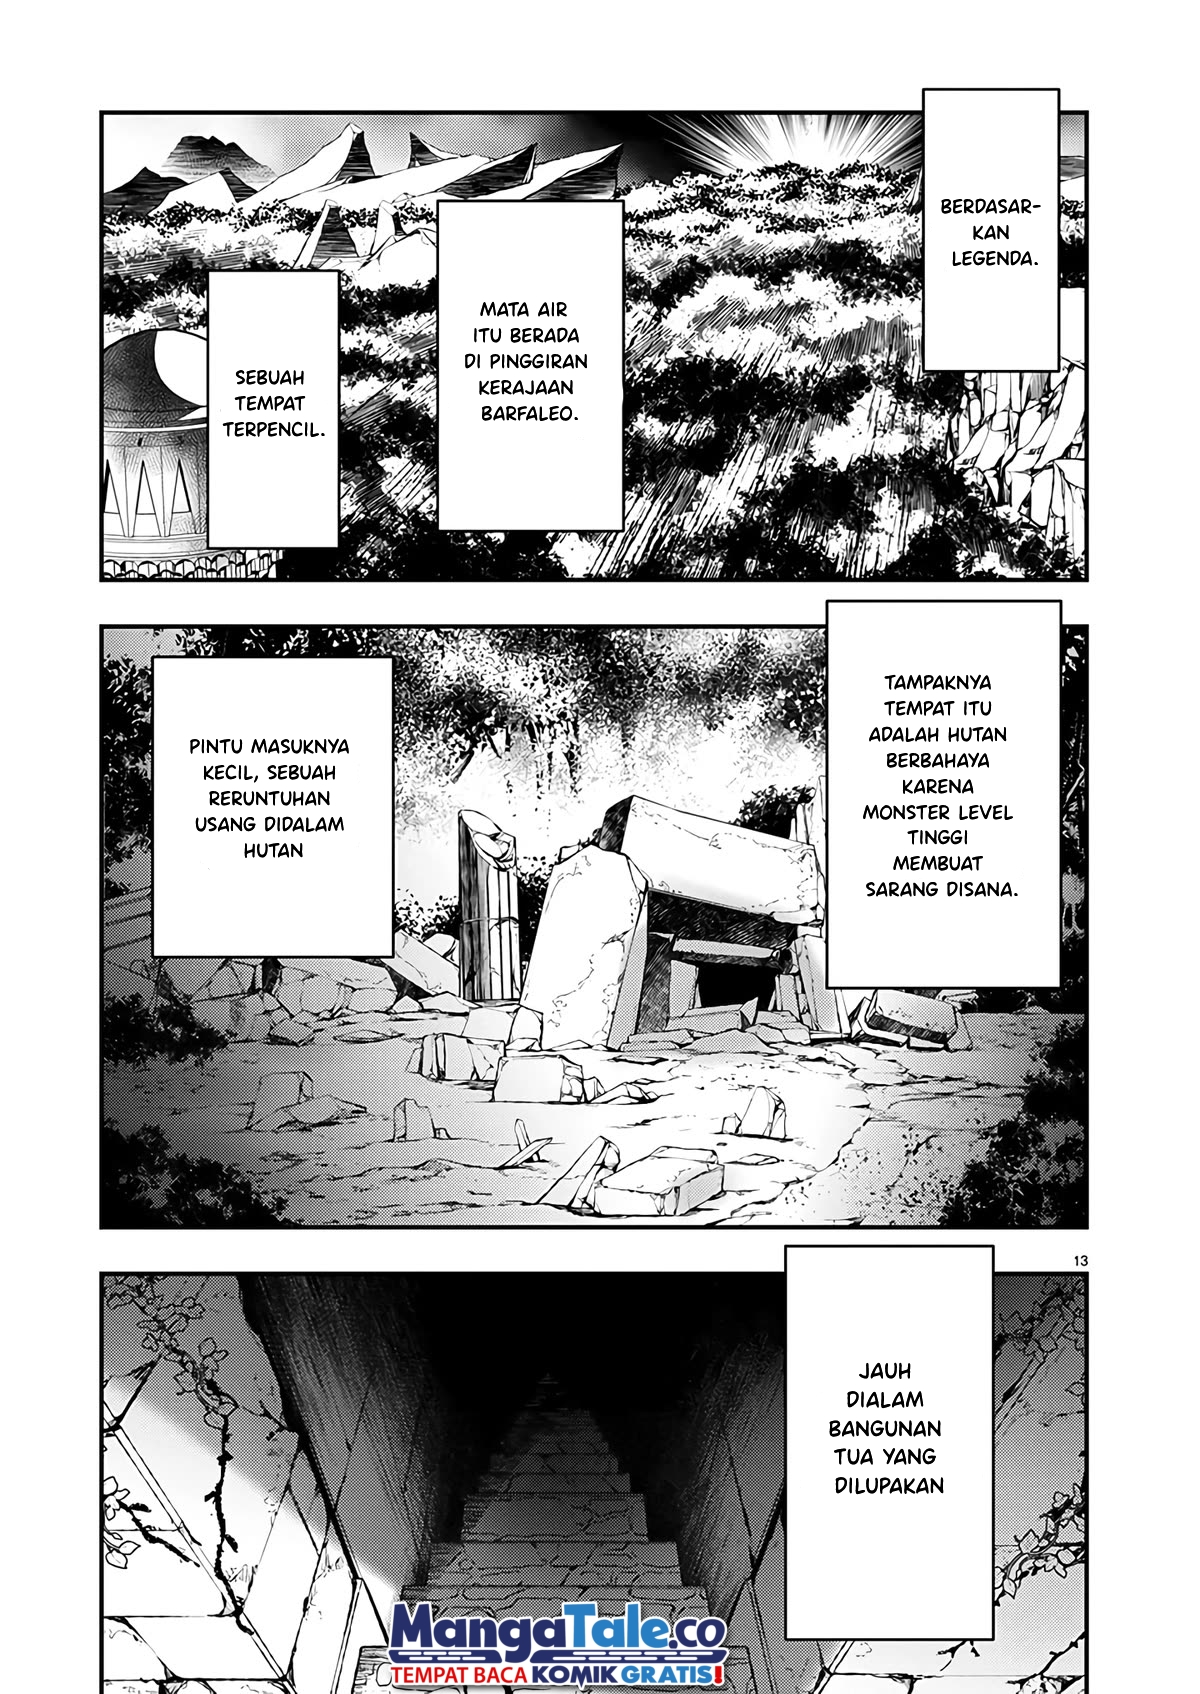 BERDASAR-
KAN
LEGENDA.
MATA AIR
ITU BERADA
DI PINGGIRAN
KERAJAAN
BARFALEO.
SEBUAH
TEMPAT
TERPENCIL.
TAMPAKNYA
TEMPAT ITU
ADALAH HUTAN
BERBAHAYA
KARENA
MONSTER LEVEL
TINGGI
MEMBUAT
SARANG DISANA.
PINTU MASUKNYA
KECIL, SEBUAH
RERUNTUHAN
USANG DIDALAM
HUTAN
13
JAUH
DIALAM
BANGUNAN
TUA YANG
DILUPAKAN
MangaTale.co
TEMPAT BACA KOMIK GRATIS!